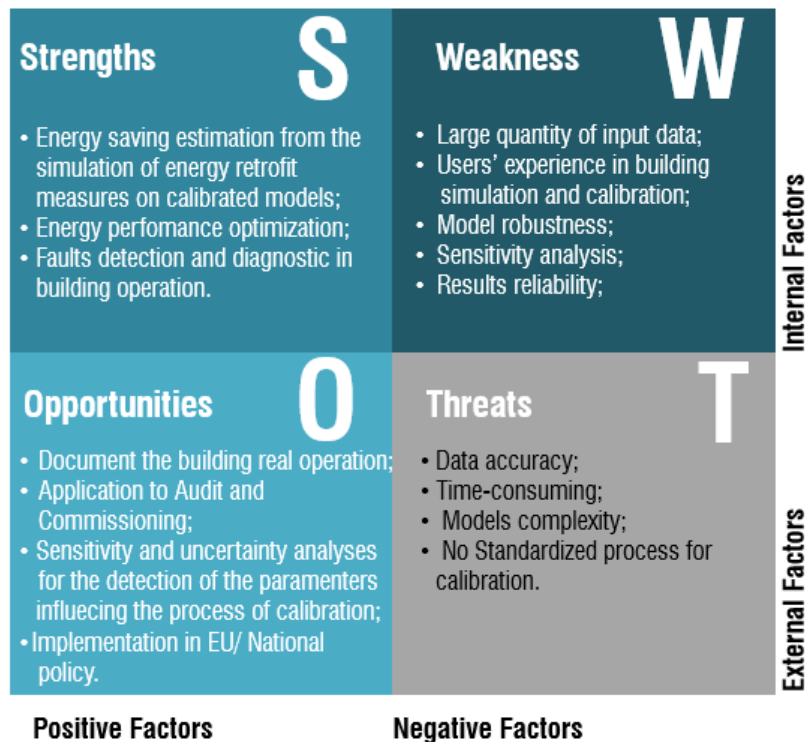 Strengths
S
• Energy saving estimation from the
simulation of energy retrofit
measures on calibrated models;
• Energy perfomance optimization;
• Faults detection and diagnostic in
building operation.
Weakness
W
• Large quantity of input data;
• Users' experience in building
simulation and calibration;
• Model robustness;
• Sensitivity analysis;
• Results reliability;
Internal Factors
Opportunities
O
• Document the building real operation;
• Application to Audit and
Commissioning;
• Sensitivity and uncertainty analyses
for the detection of the paramenters
influecing the process of calibration;
• Implementation in EU/ National
policy.
Threats
T
• Data accuracy;
• Time-consuming;
• Models complexity;
• No Standardized process for
calibration.
External Factors
Positive Factors
Negative Factors